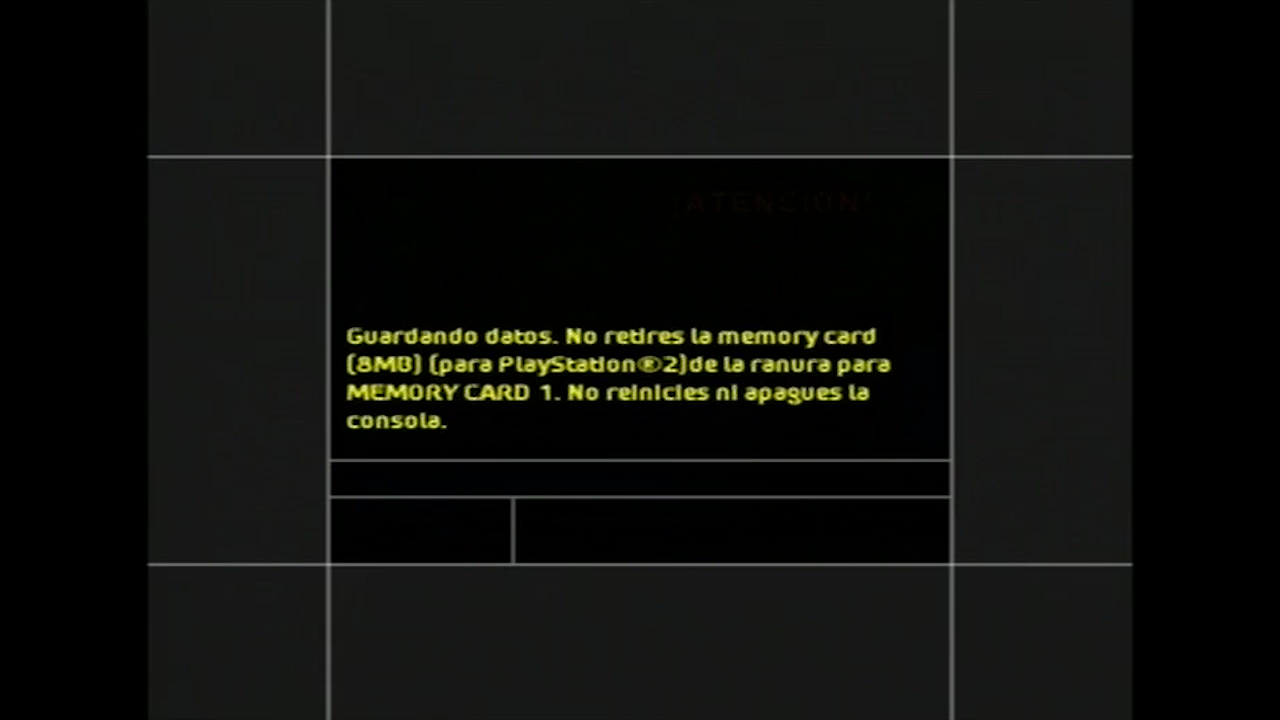 ¡ATENCIÓN!
Guardando datos. No retires la memory card
(8MB) (para PlayStation®2)de la ranura para
MEMORY CARD 1. No reinicies ni apagues la
consola.